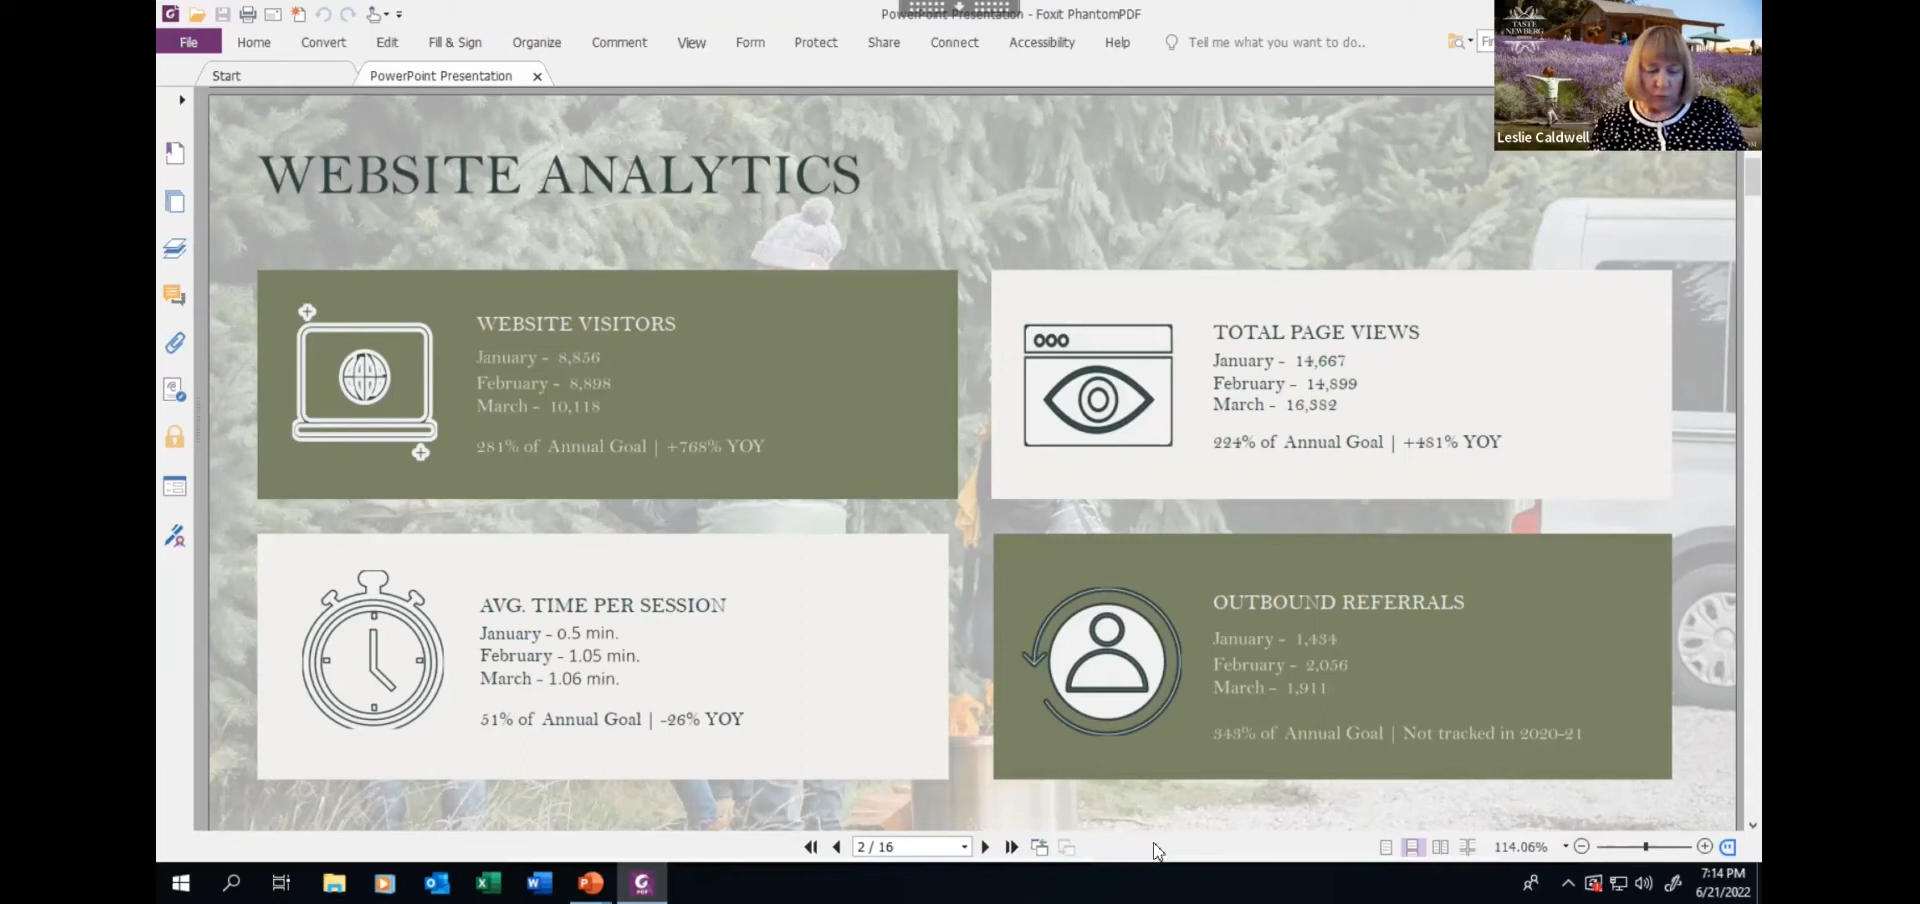 PowerPoint Presentation - Foxit PhantomPDF
File Home Convert Edit Fill & Sign Organize Comment View Form Protect Share Connect Accessibility Help Tell me what you want to do..
Start PowerPoint Presentation
TASTE
NEWBERG
Leslie Caldwell
WEBSITE ANALYTICS
WEBSITE VISITORS
January - 8,856
February - 8,898
March - 10,118
281% of Annual Goal | +768% YOY
TOTAL PAGE VIEWS
January - 14,667
February - 14,899
March - 16,382
224% of Annual Goal | +481% YOY
AVG. TIME PER SESSION
January - 0.5 min.
February - 1.05 min.
March - 1.06 min.
51% of Annual Goal | -26% YOY
OUTBOUND REFERRALS
January - 1,434
February - 2,056
March - 1,911
343% of Annual Goal | Not tracked in 2020-21
2 / 16
114.06%
7:14 PM
6/21/2022